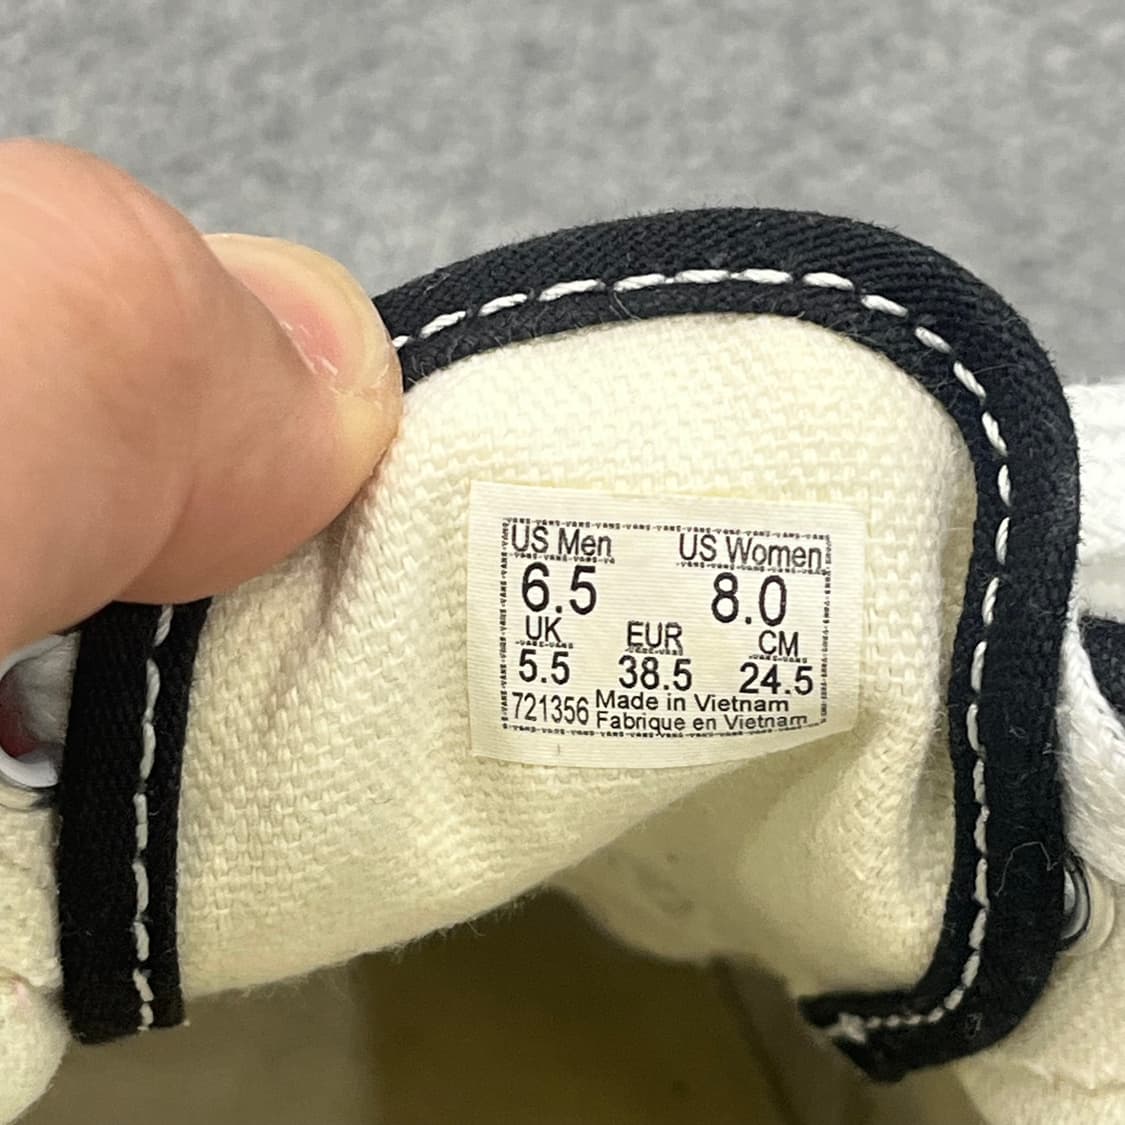 US Men US Women
6.5 8.0
UK EUR CM
5.5 38.5 24.5
721356 Made in Vietnam
Fabrique en Vietnam